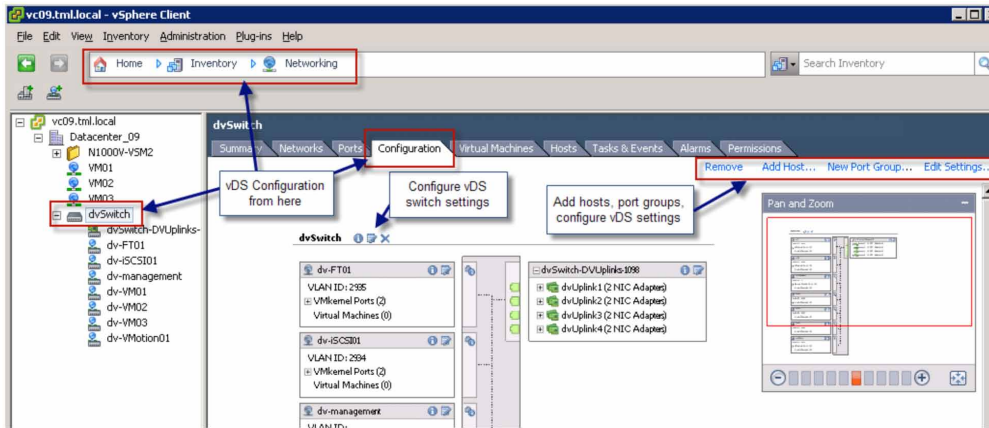 vc09.tml.local - vSphere Client
File Edit View Inventory Administration Plug-ins Help
Home Inventory Networking
Search Inventory
vc09.tml.local
Datacenter_09
N1000V-VSM2
VM01
VM02
VM03
dvSwitch
dvSwitch-DVUplinks-
dv-FT01
dv-iSCSI01
dv-management
dv-VM01
dv-VM02
dv-VM03
dv-VMotion01
dvSwitch
Summary Networks Ports Configuration Virtual Machines Hosts Tasks & Events Alarms Permissions
Remove Add Host... New Port Group... Edit Settings...
vDS Configuration
from here
Configure vDS
switch settings
Add hosts, port groups,
configure vDS settings
dvSwitch
dv-FT01
VLAN ID: 2935
VMkernel Ports (2)
Virtual Machines (0)
dv-iSCSI01
VLAN ID: 2934
VMkernel Ports (2)
Virtual Machines (0)
dv-management
VLAN ID:
dvSwitch-DVUplinks-1098
dvUplink1 (2 NIC Adapters)
dvUplink2 (2 NIC Adapters)
dvUplink3 (2 NIC Adapters)
dvUplink4 (2 NIC Adapters)
Pan and Zoom